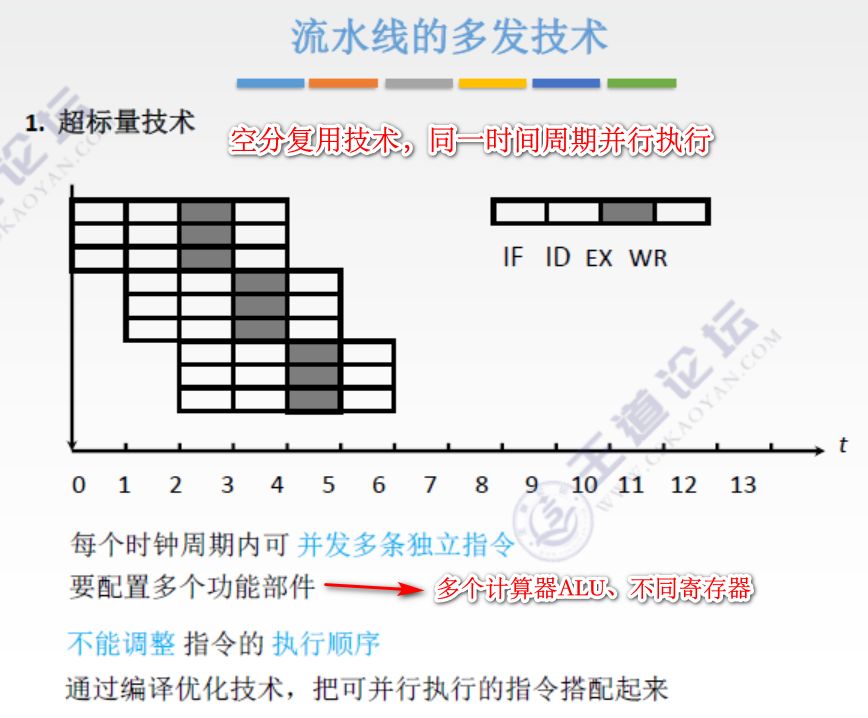 流水线的多发技术
1. 超标量技术
空分复用技术，同一时间周期并行执行
IF ID EX WR
t
0 1 2 3 4 5 6 7 8 9 10 11 12 13
每个时钟周期内可 并发多条独立指令
要配置多个功能部件
多个计算器ALU、不同寄存器
不能调整 指令的 执行顺序
通过编译优化技术，把可并行执行的指令搭配起来
王道论坛
WWW.CSKAOYAN.COM